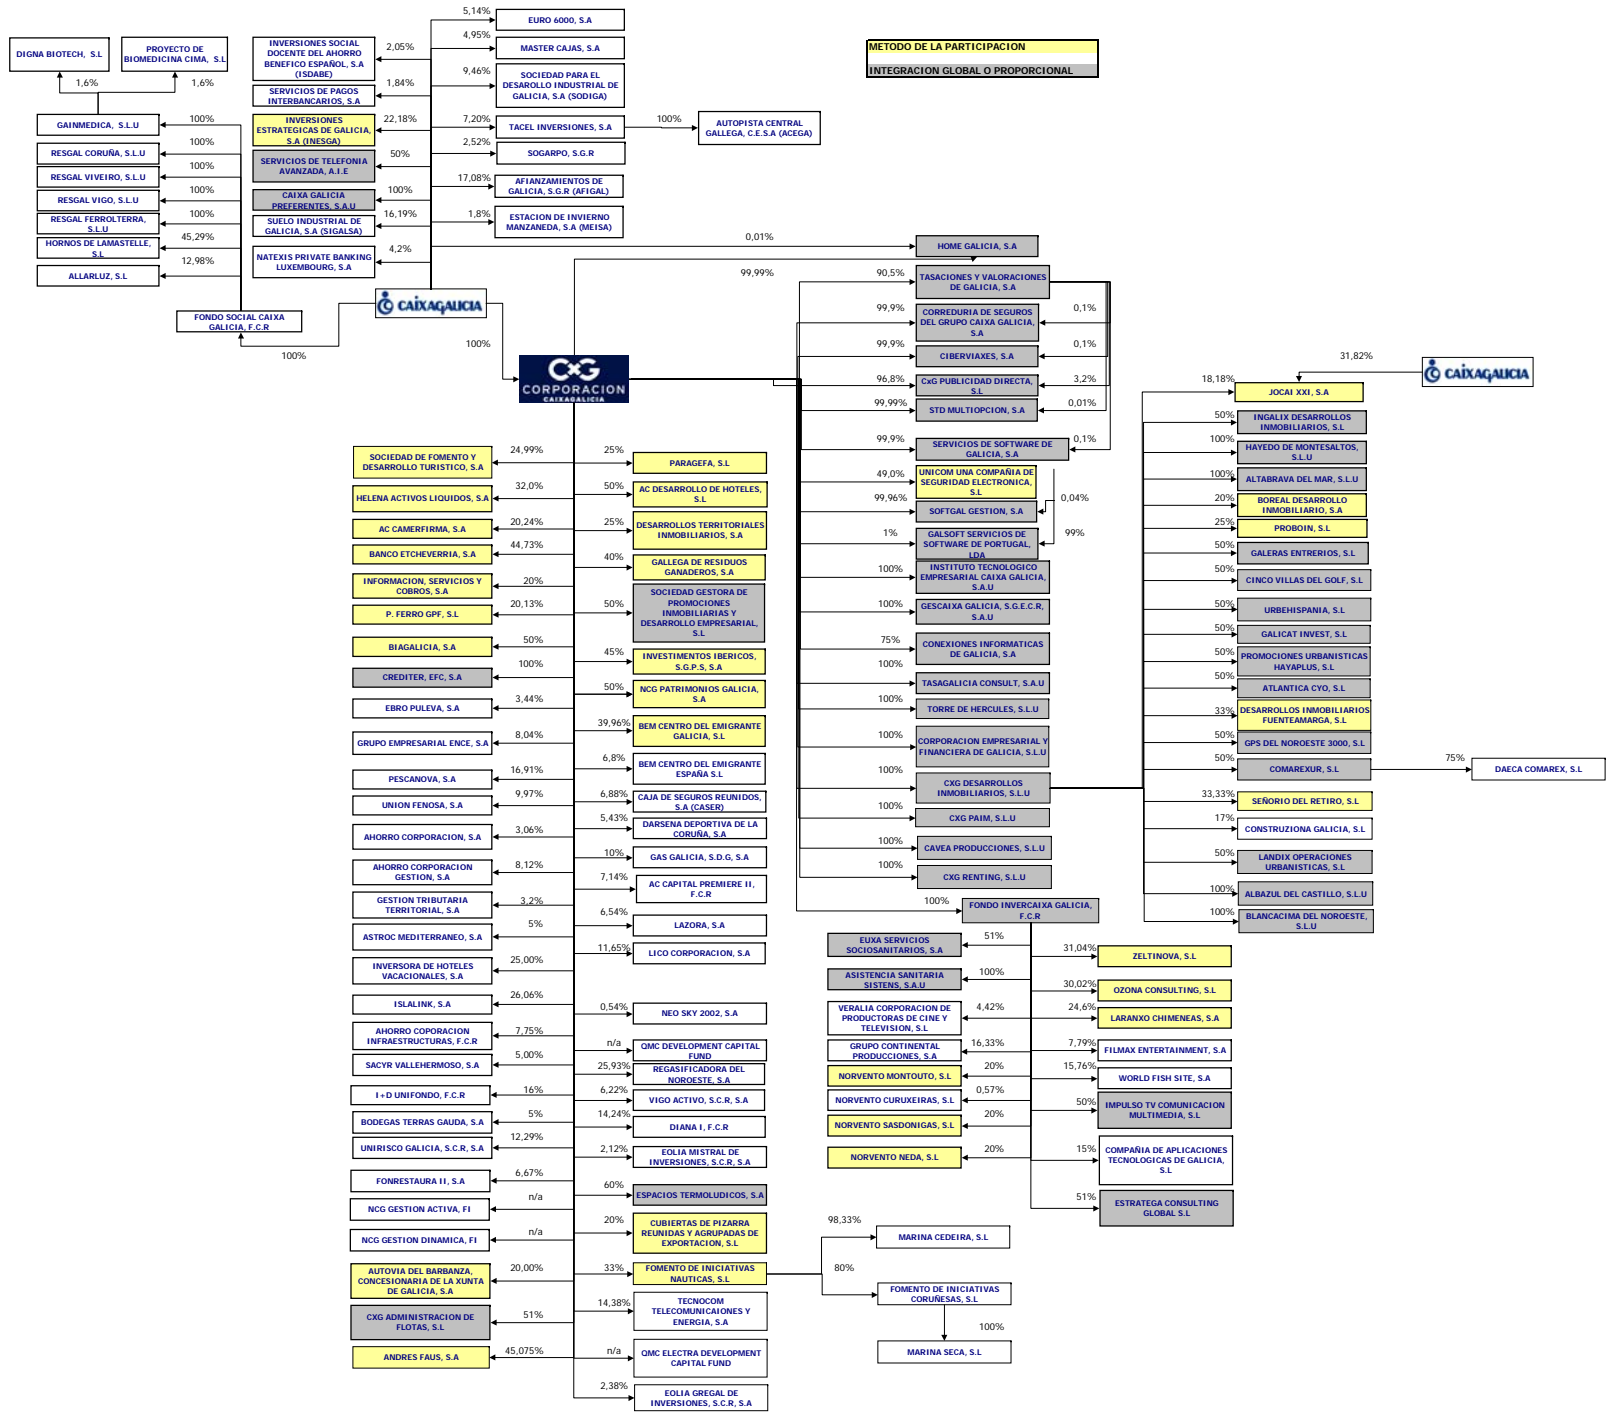 5,14%
EURO 6000, S.A
4,95%
MASTER CAJAS, S.A
9,46%
SOCIEDAD PARA EL
DESAROLLO INDUSTRIAL DE
GALICIA, S.A (SODIGA)
7,20%
TACEL INVERSIONES, S.A
100%
AUTOPISTA CENTRAL
GALLEGA, C.E.S.A (ACEGA)
2,52%
SOGARPO, S.G.R
17,08%
AFIANZAMIENTOS DE
GALICIA, S.G.R (AFIGAL)
1,8%
ESTACION DE INVIERNO
MANZANEDA, S.A (MEISA)
METODO DE LA PARTICIPACION
INTEGRACION GLOBAL O PROPORCIONAL
DIGNA BIOTECH, S.L
PROYECTO DE
BIOMEDICINA CIMA, S.L
1,6%
1,6%
GAINMEDICA, S.L.U
100%
RESGAL CORUÑA, S.L.U
100%
RESGAL VIVEIRO, S.L.U
100%
RESGAL VIGO, S.L.U
100%
RESGAL FERROLTERRA,
S.L.U
100%
HORNOS DE LAMASTELLE,
S.L
45,29%
ALLARLUZ, S.L
12,98%
FONDO SOCIAL CAIXA
GALICIA, F.C.R
100%
INVERSIONES SOCIAL
DOCENTE DEL AHORRO
BENEFICO ESPAÑOL, S.A
(ISDABE)
2,05%
SERVICIOS DE PAGOS
INTERBANCARIOS, S.A
1,84%
INVERSIONES
ESTRATEGICAS DE GALICIA,
S.A (INESGA)
22,18%
SERVICIOS DE TELEFONIA
AVANZADA, A.I.E
50%
CAIXA GALICIA
PREFERENTES, S.A.U
100%
SUELO INDUSTRIAL DE
GALICIA, S.A (SIGALSA)
16,19%
NATEXIS PRIVATE BANKING
LUXEMBOURG, S.A
4,2%
CAIXAGALICIA
100%
CxG
CORPORACION
CAIXAGALICIA
0,01%
HOME GALICIA, S.A
99,99%
90,5%
TASACIONES Y VALORACIONES
DE GALICIA, S.A
99,9%
CORREDURIA DE SEGUROS
DEL GRUPO CAIXA GALICIA,
S.A
0,1%
99,9%
CIBERVIAXES, S.A
0,1%
96,8%
CxG PUBLICIDAD DIRECTA,
S.L
3,2%
99,99%
STD MULTIOPCION, S.A
0,01%
99,9%
SERVICIOS DE SOFTWARE DE
GALICIA, S.A
0,1%
49,0%
UNICOM UNA COMPAÑIA DE
SEGURIDAD ELECTRONICA,
S.L
99,96%
SOFTGAL GESTION, S.A
0,04%
1%
GALSOFT SERVICIOS DE
SOFTWARE DE PORTUGAL,
LDA
99%
100%
INSTITUTO TECNOLOGICO
EMPRESARIAL CAIXA GALICIA,
S.A.U
100%
GESCAIXA GALICIA, S.G.E.C.R,
S.A.U
75%
CONEXIONES INFORMATICAS
DE GALICIA, S.A
100%
TASAGALICIA CONSULT, S.A.U
100%
TORRE DE HERCULES, S.L.U
100%
CORPORACION EMPRESARIAL Y
FINANCIERA DE GALICIA, S.L.U
100%
CXG DESARROLLOS
INMOBILIARIOS, S.L.U
100%
CXG PAIM, S.L.U
100%
CAVEA PRODUCCIONES, S.L.U
100%
CXG RENTING, S.L.U
100%
FONDO INVERCAIXA GALICIA,
F.C.R
31,82%
CAIXAGALICIA
18,18%
JOCAI XXI, S.A
50%
INGALIX DESARROLLOS
INMOBILIARIOS, S.L
100%
HAYEDO DE MONTESALTOS,
S.L.U
100%
ALTABRAVA DEL MAR, S.L.U
20%
BOREAL DESARROLLO
INMOBILIARIO, S.A
25%
PROBOIN, S.L
50%
GALERAS ENTRERIOS, S.L
50%
CINCO VILLAS DEL GOLF, S.L
50%
URBEHISPANIA, S.L
50%
GALICAT INVEST, S.L
50%
PROMOCIONES URBANISTICAS
HAYAPLUS, S.L
50%
ATLANTICA CYO, S.L
33%
DESARROLLOS INMOBILIARIOS
FUENTEAMARGA, S.L
50%
GPS DEL NOROESTE 3000, S.L
50%
COMAREXUR, S.L
75%
DAECA COMAREX, S.L
33,33%
SEÑORIO DEL RETIRO, S.L
17%
CONSTRUZIONA GALICIA, S.L
50%
LANDIX OPERACIONES
URBANISTICAS, S.L
100%
ALBAZUL DEL CASTILLO, S.L.U
100%
BLANCACIMA DEL NOROESTE,
S.L.U
SOCIEDAD DE FOMENTO Y
DESARROLLO TURISTICO, S.A
24,99%
HELENA ACTIVOS LIQUIDOS, S.A
32,0%
AC CAMERFIRMA, S.A
20,24%
BANCO ETCHEVERRIA, S.A
44,73%
INFORMACION, SERVICIOS Y
COBROS, S.A
20%
P. FERRO GPF, S.L
20,13%
BIAGALICIA, S.A
50%
CREDITER, EFC, S.A
100%
EBRO PULEVA, S.A
3,44%
GRUPO EMPRESARIAL ENCE, S.A
8,04%
PESCANOVA, S.A
16,91%
UNION FENOSA, S.A
9,97%
AHORRO CORPORACION, S.A
3,06%
AHORRO CORPORACION
GESTION, S.A
8,12%
GESTION TRIBUTARIA
TERRITORIAL, S.A
3,2%
ASTROC MEDITERRANEO, S.A
5%
INVERSORA DE HOTELES
VACACIONALES, S.A
25,00%
ISLALINK, S.A
26,06%
AHORRO COPORACION
INFRAESTRUCTURAS, F.C.R
7,75%
SACYR VALLEHERMOSO, S.A
5,00%
I+D UNIFONDO, F.C.R
16%
BODEGAS TERRAS GAUDA, S.A
5%
UNIRISCO GALICIA, S.C.R, S.A
12,29%
FONRESTAURA II, S.A
6,67%
NCG GESTION ACTIVA, FI
n/a
NCG GESTION DINAMICA, FI
n/a
AUTOVIA DEL BARBANZA,
CONCESIONARIA DE LA XUNTA
DE GALICIA, S.A
20,00%
CXG ADMINISTRACION DE
FLOTAS, S.L
51%
ANDRES FAUS, S.A
45,075%
25%
PARAGEFA, S.L
50%
AC DESARROLLO DE HOTELES,
S.L
25%
DESARROLLOS TERRITORIALES
INMOBILIARIOS, S.A
40%
GALLEGA DE RESIDUOS
GANADEROS, S.A
50%
SOCIEDAD GESTORA DE
PROMOCIONES
INMOBILIARIAS Y
DESARROLLO EMPRESARIAL,
S.L
45%
INVESTIMENTOS IBERICOS,
S.G.P.S, S.A
50%
NCG PATRIMONIOS GALICIA,
S.A
39,96%
BEM CENTRO DEL EMIGRANTE
GALICIA, S.L
6,8%
BEM CENTRO DEL EMIGRANTE
ESPAÑA S.L
6,88%
CAJA DE SEGUROS REUNIDOS,
S.A (CASER)
5,43%
DARSENA DEPORTIVA DE LA
CORUÑA, S.A
10%
GAS GALICIA, S.D.G, S.A
7,14%
AC CAPITAL PREMIERE II,
F.C.R
6,54%
LAZORA, S.A
11,65%
LICO CORPORACION, S.A
0,54%
NEO SKY 2002, S.A
n/a
QMC DEVELOPMENT CAPITAL
FUND
25,93%
REGASIFICADORA DEL
NOROESTE, S.A
6,22%
VIGO ACTIVO, S.C.R, S.A
14,24%
DIANA I, F.C.R
2,12%
EOLIA MISTRAL DE
INVERSIONES, S.C.R, S.A
60%
ESPACIOS TERMOLUDICOS, S.A
20%
CUBIERTAS DE PIZARRA
REUNIDAS Y AGRUPADAS DE
EXPORTACION, S.L
33%
FOMENTO DE INICIATIVAS
NAUTICAS, S.L
14,38%
TECNOCOM
TELECOMUNICAIONES Y
ENERGIA, S.A
n/a
QMC ELECTRA DEVELOPMENT
CAPITAL FUND
2,38%
EOLIA GREGAL DE
INVERSIONES, S.C.R, S.A
98,33%
MARINA CEDEIRA, S.L
80%
FOMENTO DE INICIATIVAS
CORUÑESAS, S.L
100%
MARINA SECA, S.L
EUXA SERVICIOS
SOCIOSANITARIOS, S.A
51%
ASISTENCIA SANITARIA
SISTENS, S.A.U
100%
VERALIA CORPORACION DE
PRODUCTORAS DE CINE Y
TELEVISION, S.L
4,42%
GRUPO CONTINENTAL
PRODUCCIONES, S.A
16,33%
NORVENTO MONTOUTO, S.L
20%
NORVENTO CURUXEIRAS, S.L
0,57%
NORVENTO SASDONIGAS, S.L
20%
NORVENTO NEDA, S.L
20%
31,04%
ZELTINOVA, S.L
30,02%
OZONA CONSULTING, S.L
24,6%
LARANXO CHIMENEAS, S.A
7,79%
FILMAX ENTERTAINMENT, S.A
15,76%
WORLD FISH SITE, S.A
50%
IMPULSO TV COMUNICACION
MULTIMEDIA, S.L
15%
COMPAÑIA DE APLICACIONES
TECNOLOGICAS DE GALICIA,
S.L
51%
ESTRATEGA CONSULTING
GLOBAL S.L